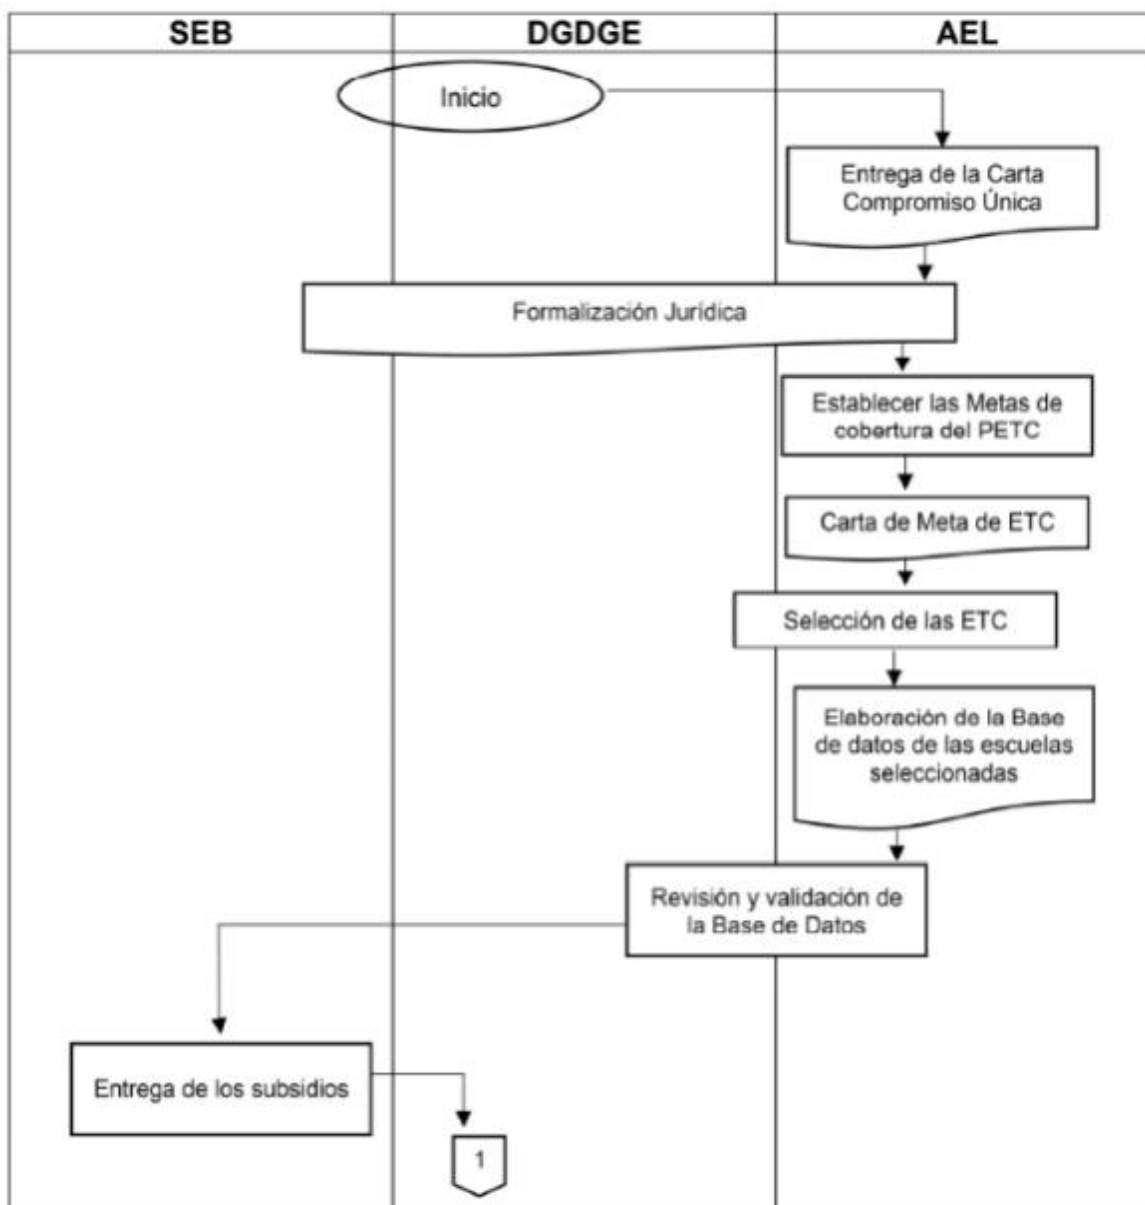 SEB
DGDGE
AEL
Inicio
Entrega de la Carta
Compromiso Única
Formalización Jurídica
Establecer las Metas de
cobertura del PETC
Carta de Meta de ETC
Selección de las ETC
Elaboración de la Base
de datos de las escuelas
seleccionadas
Revisión y validación de
la Base de Datos
Entrega de los subsidios
1